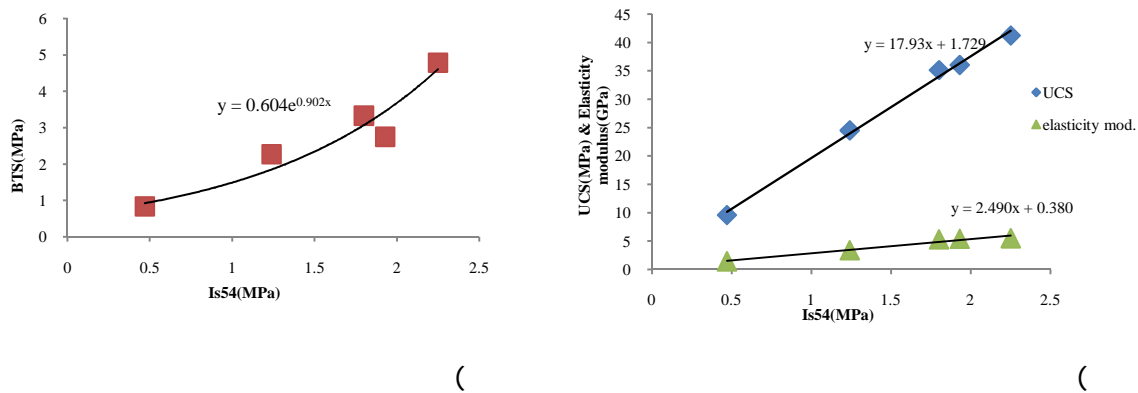 6
5
4
3
2
1
0
BTS(MPa)
y = 0.604e^0.902x
0 0.5 1 1.5 2 2.5
Is54(MPa)
(
45
40
35
30
25
20
15
10
5
0
UCS(MPa) & Elasticity
modulus(GPa)
y = 17.93x + 1.729
y = 2.490x + 0.380
UCS
elasticity mod.
0 0.5 1 1.5 2 2.5
Is54(MPa)
(